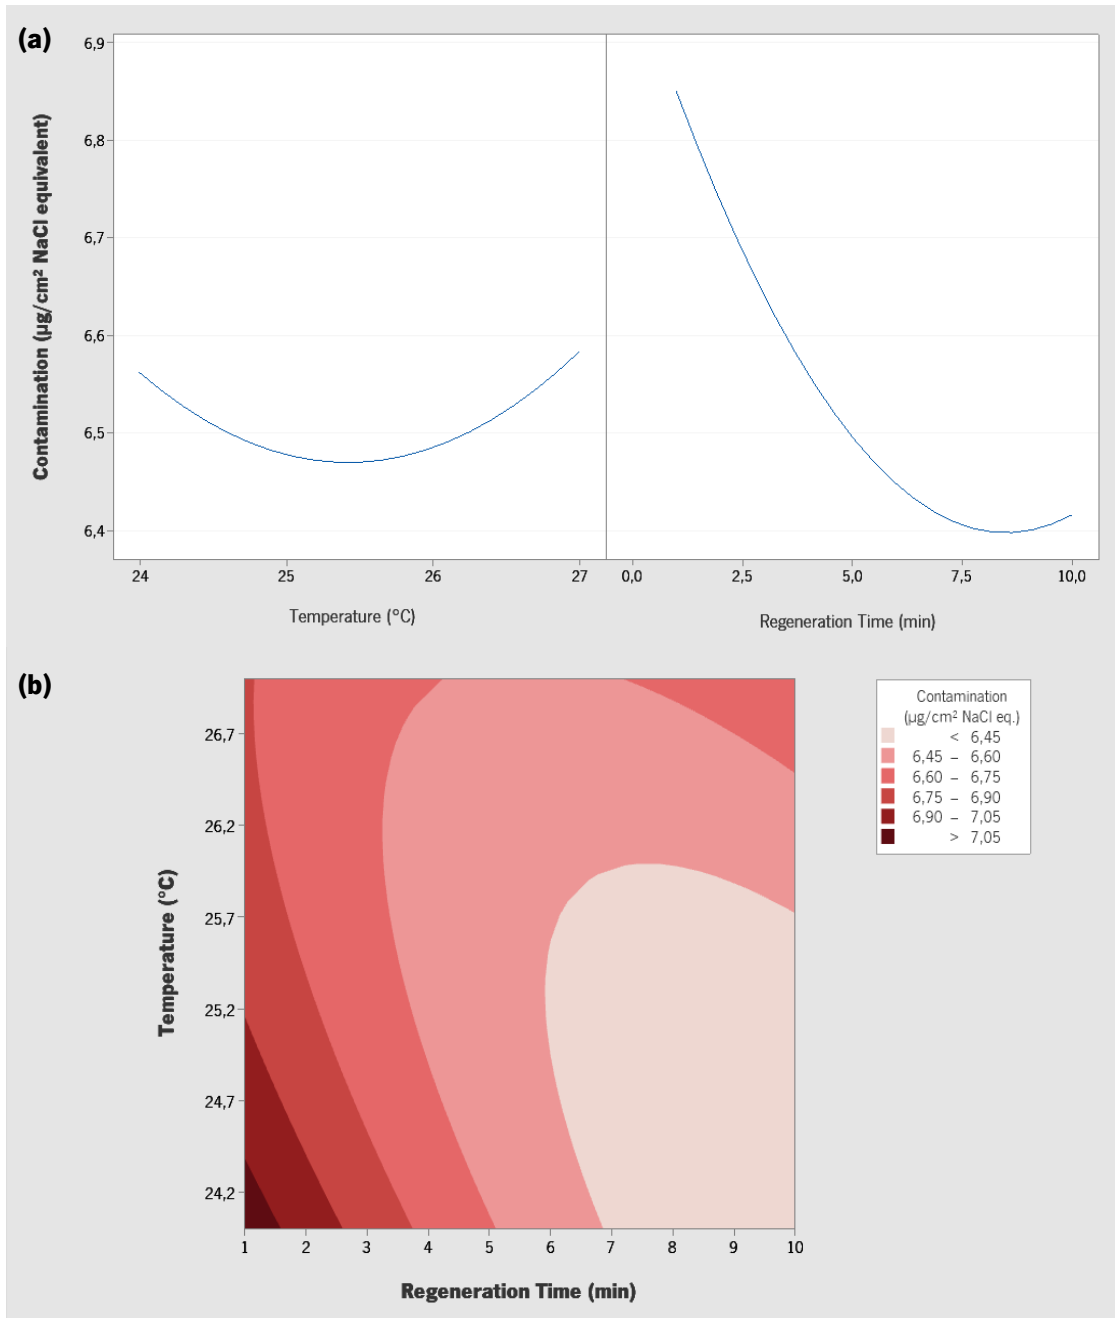 (a)
Contamination (µg/cm² NaCl equivalent)
6,9
6,8
6,7
6,6
6,5
6,4
24 25 26 27 0,0 2,5 5,0 7,5 10,0
Temperature (°C)
Regeneration Time (min)
(b)
Contamination
(µg/cm² NaCl eq.)
< 6,45
6,45 – 6,60
6,60 – 6,75
6,75 – 6,90
6,90 – 7,05
> 7,05
Temperature (°C)
26,7
26,2
25,7
25,2
24,7
24,2
1 2 3 4 5 6 7 8 9 10
Regeneration Time (min)